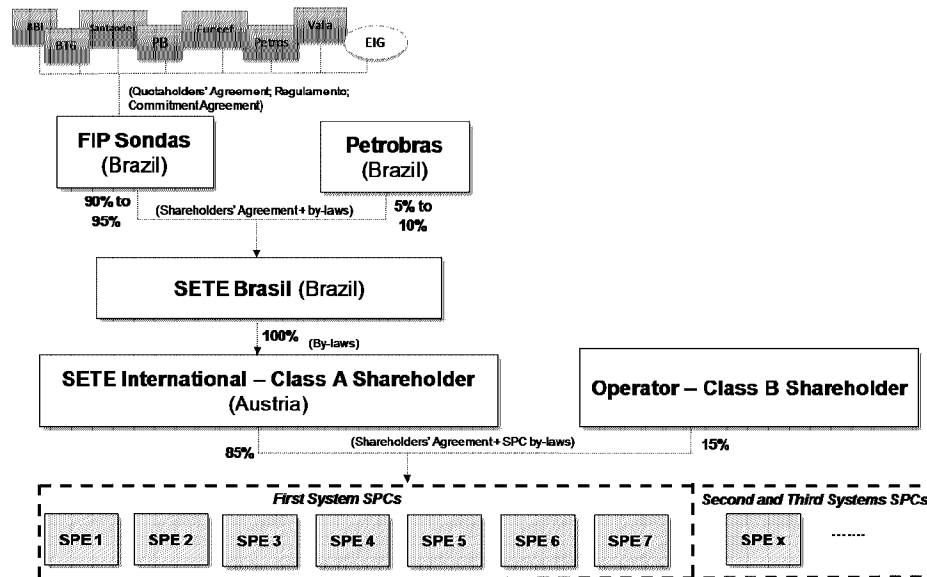 BBI
BTG
Santander
PB
Funcef
Petros
Valia
EIG
(Quotaholders' Agreement; Regulamento;
Commitment Agreement)
FIP Sondas
(Brazil)
Petrobras
(Brazil)
90% to
95%
(Shareholders' Agreement + by-laws)
5% to
10%
SETE Brasil (Brazil)
100%
(By-laws)
SETE International – Class A Shareholder
(Austria)
Operator – Class B Shareholder
85%
(Shareholders' Agreement + SPC by-laws)
15%
First System SPCs
Second and Third Systems SPCs
SPE 1
SPE 2
SPE 3
SPE 4
SPE 5
SPE 6
SPE 7
SPE x